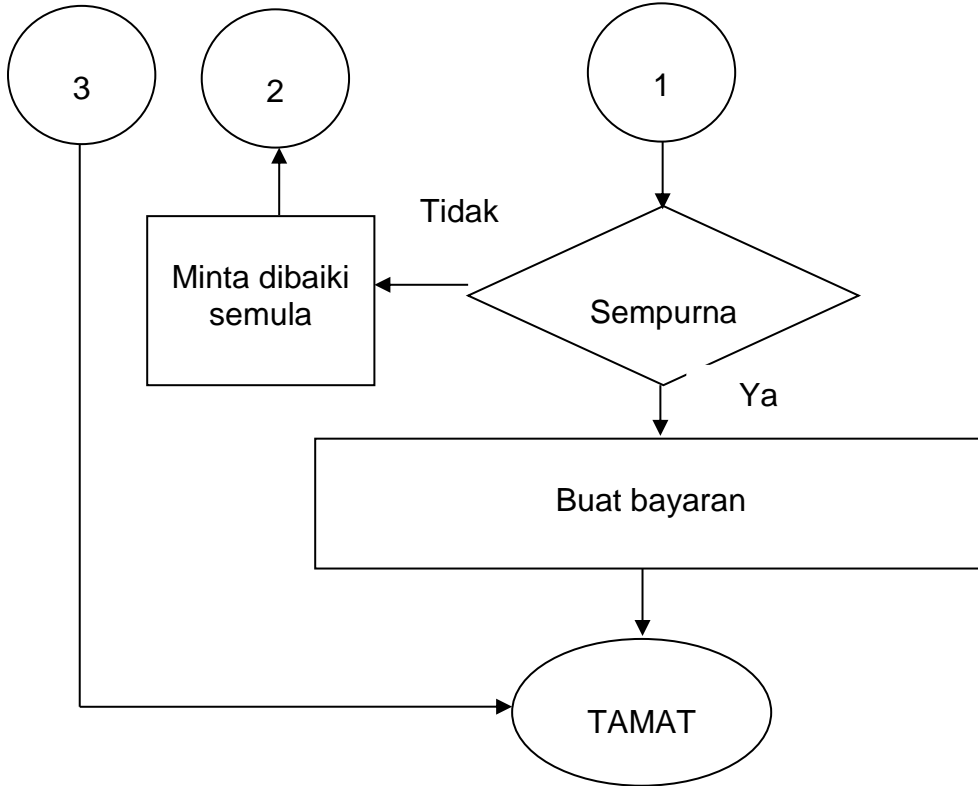 3
2
1
Tidak
Minta dibaiki
semula
Sempurna
Ya
Buat bayaran
TAMAT